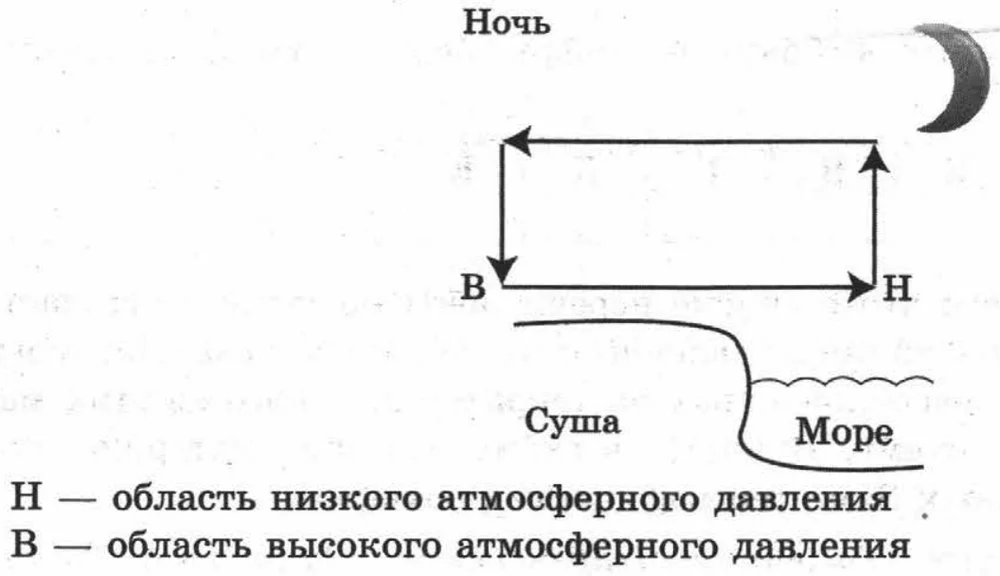 Ночь
В Н
Суша
Море
Н — область низкого атмосферного давления
В — область высокого атмосферного давления